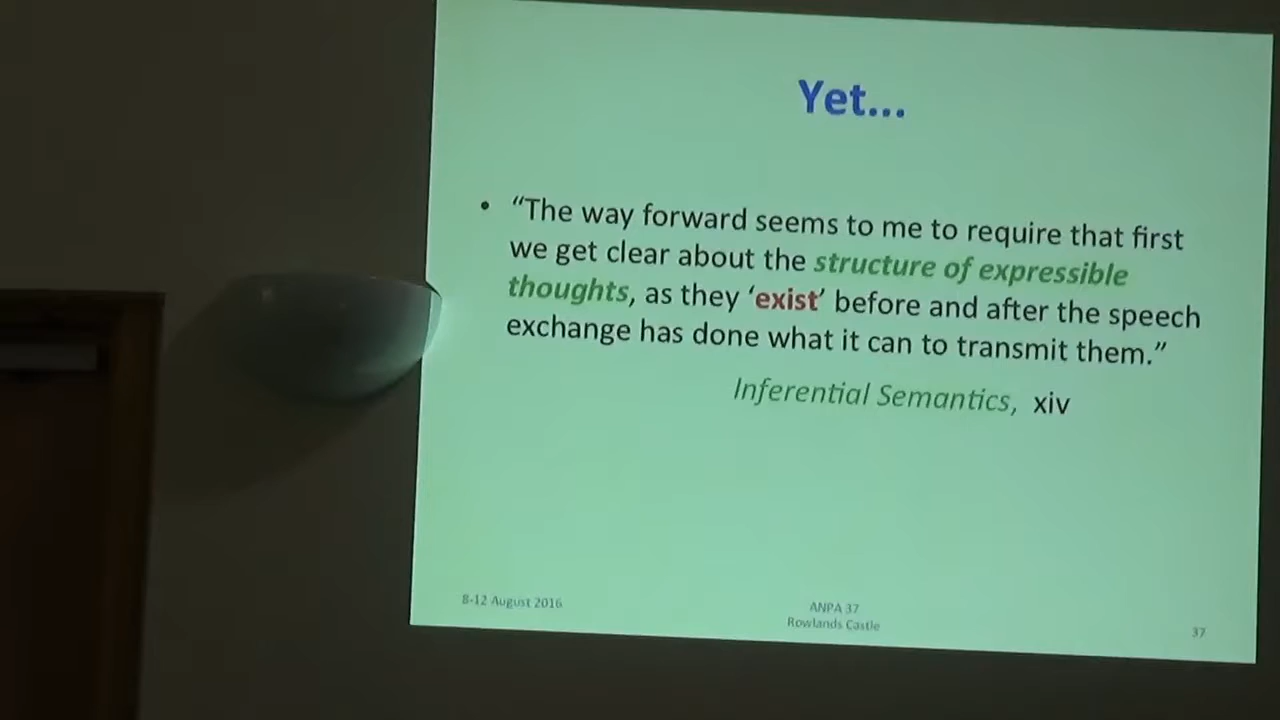 Yet...
• “The way forward seems to me to require that first
we get clear about the structure of expressible
thoughts, as they ‘exist’ before and after the speech
exchange has done what it can to transmit them.”
Inferential Semantics, xiv
8-12 August 2016
ANPA 37
Rowlands Castle
37